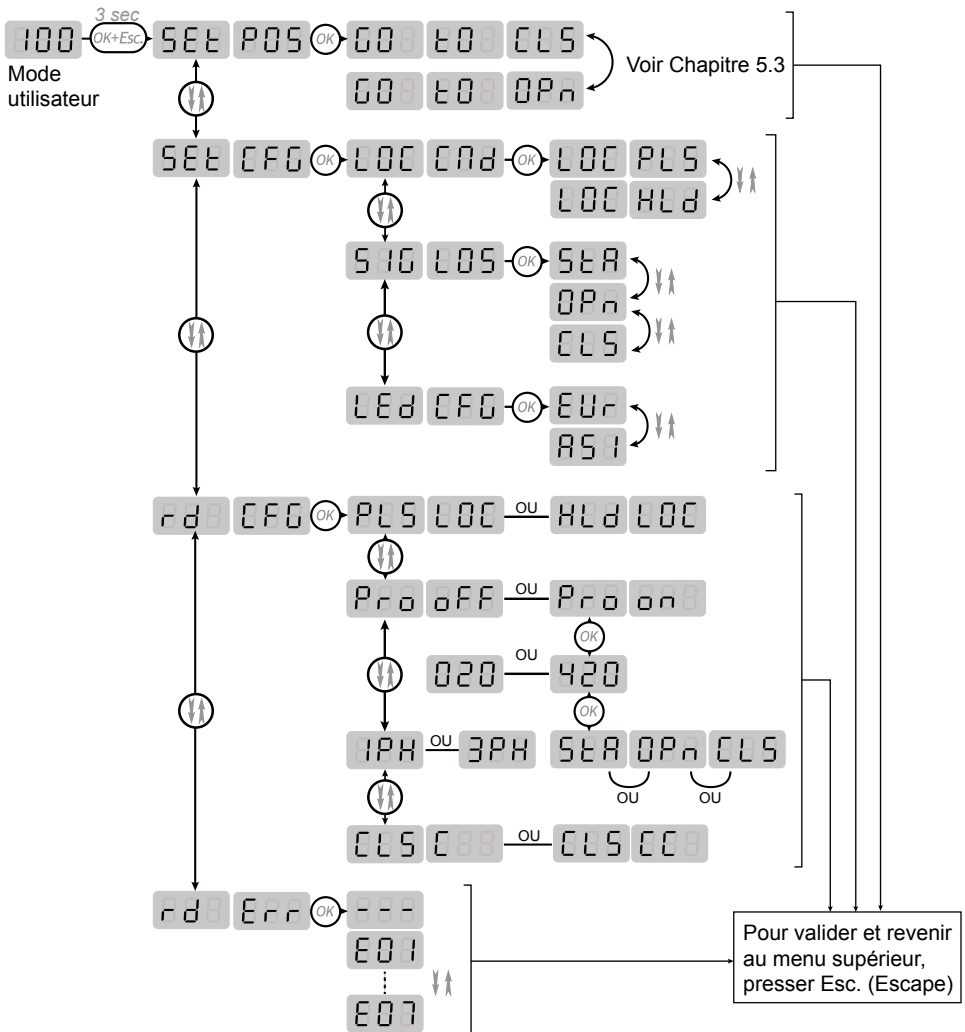 3 sec
100 OK+Esc. SEt POS OK GO tO CLS
Mode
utilisateur
GO tO OPn
Voir Chapitre 5.3
SEt CFG OK LOC CMd OK LOC PLS
LOC HLd
SIG LOS OK StA
OPn
CLS
LEd CFG OK EUr
ASI
rd CFG OK PLS LOC OU HLd LOC
Pro oFF OU Pro on
OK
020 OU 420
OK
1PH OU 3PH StA OPn CLS
OU OU
CLS C OU CLS CC
rd Err OK ---
E01
E07
Pour valider et revenir
au menu supérieur,
presser Esc. (Escape)